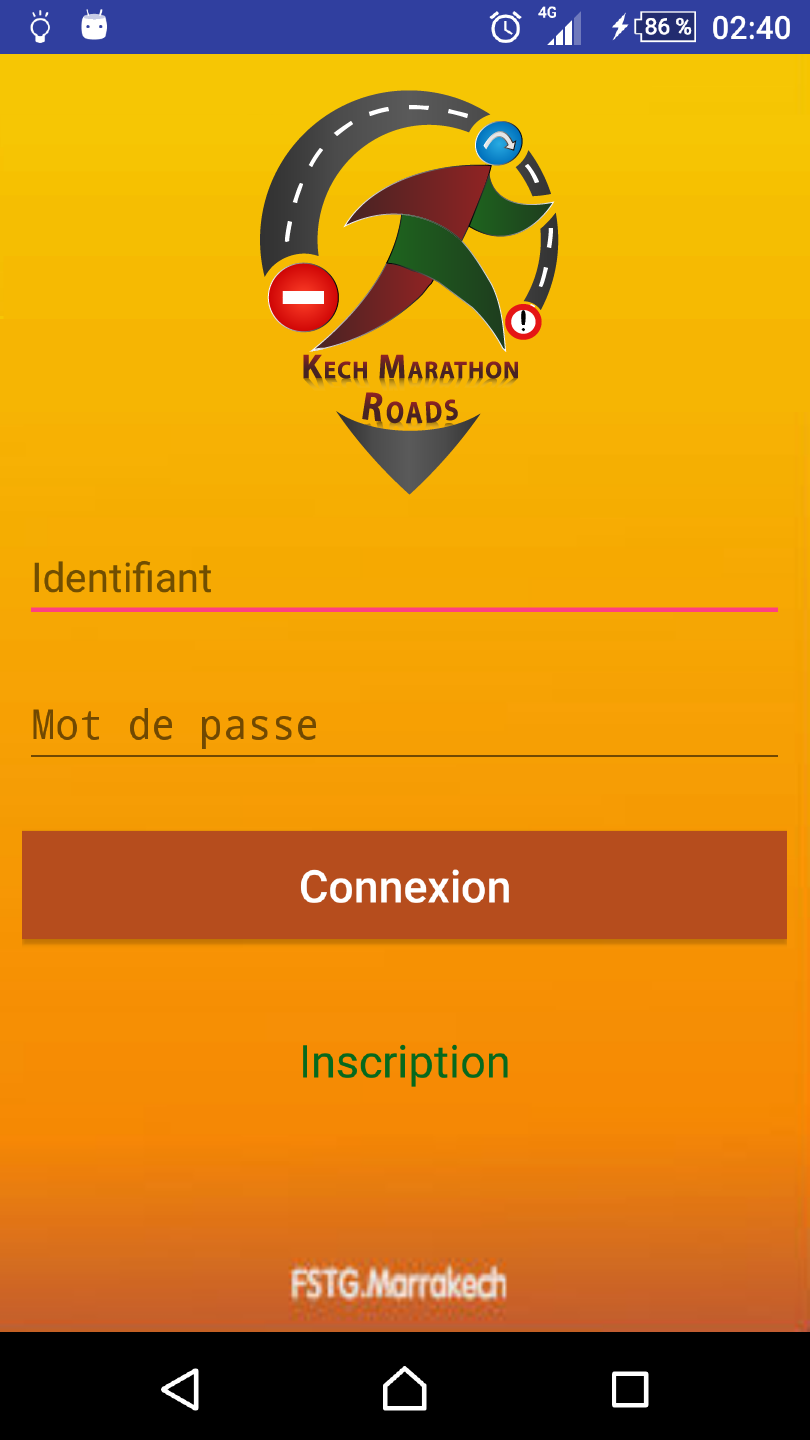 4G
86 %
02:40
KECH MARATHON
ROADS
Identifiant
Mot de passe
Connexion
Inscription
FSTG.Marrakech